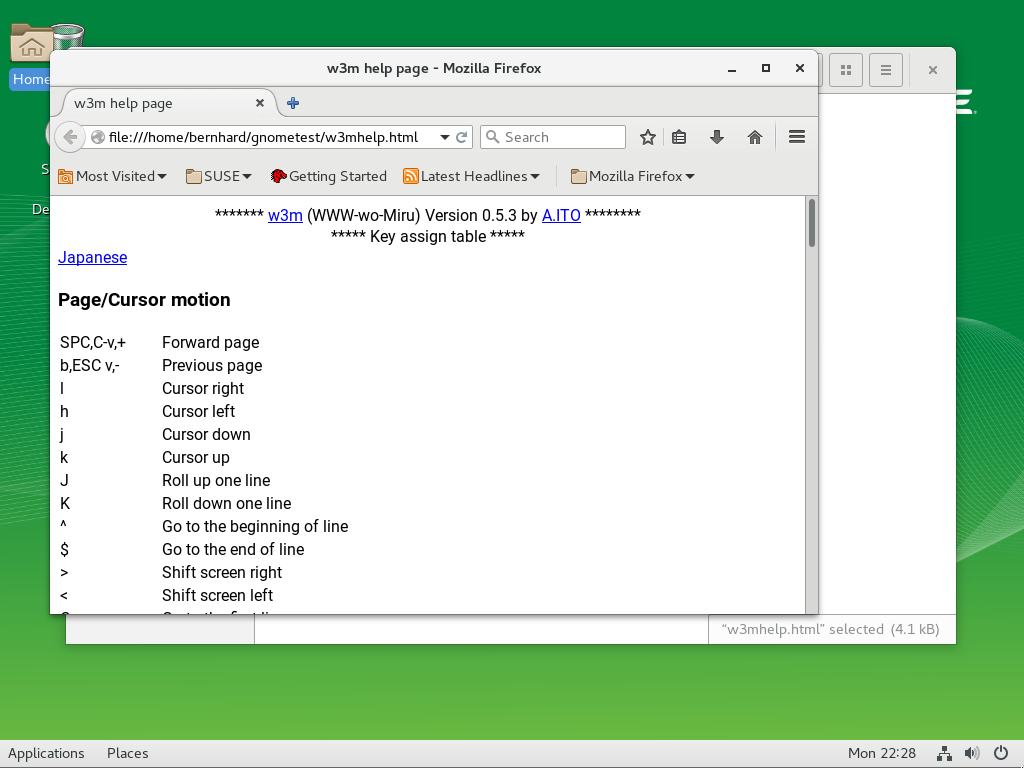 Home
w3m help page - Mozilla Firefox
w3m help page
file:///home/bernhard/gnometest/w3mhelp.html
Search
Most Visited
SUSE
Getting Started
Latest Headlines
Mozilla Firefox
******* w3m (WWW-wo-Miru) Version 0.5.3 by A.ITO ********
***** Key assign table *****
Japanese
Page/Cursor motion
SPC,C-v,+ Forward page
b,ESC v,- Previous page
l Cursor right
h Cursor left
j Cursor down
k Cursor up
J Roll up one line
K Roll down one line
^ Go to the beginning of line
$ Go to the end of line
> Shift screen right
< Shift screen left
"w3mhelp.html" selected (4.1 kB)
Applications Places Mon 22:28